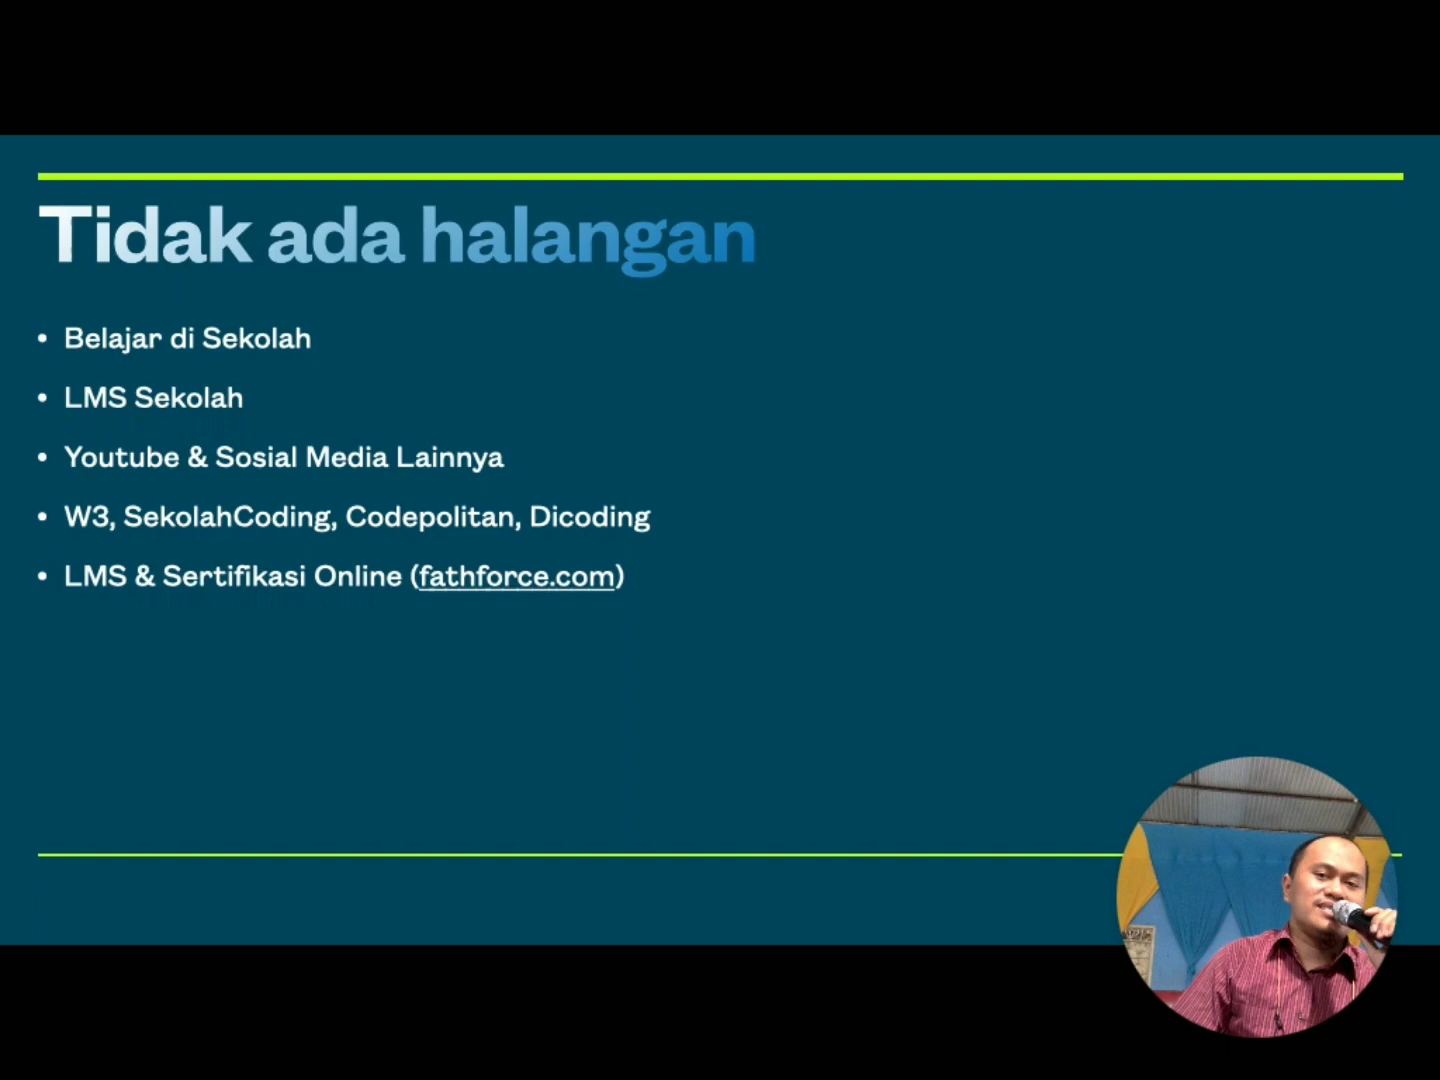 Tidak ada halangan
• Belajar di Sekolah
• LMS Sekolah
• Youtube & Sosial Media Lainnya
• W3, SekolahCoding, Codepolitan, Dicoding
• LMS & Sertifikasi Online (fathforce.com)